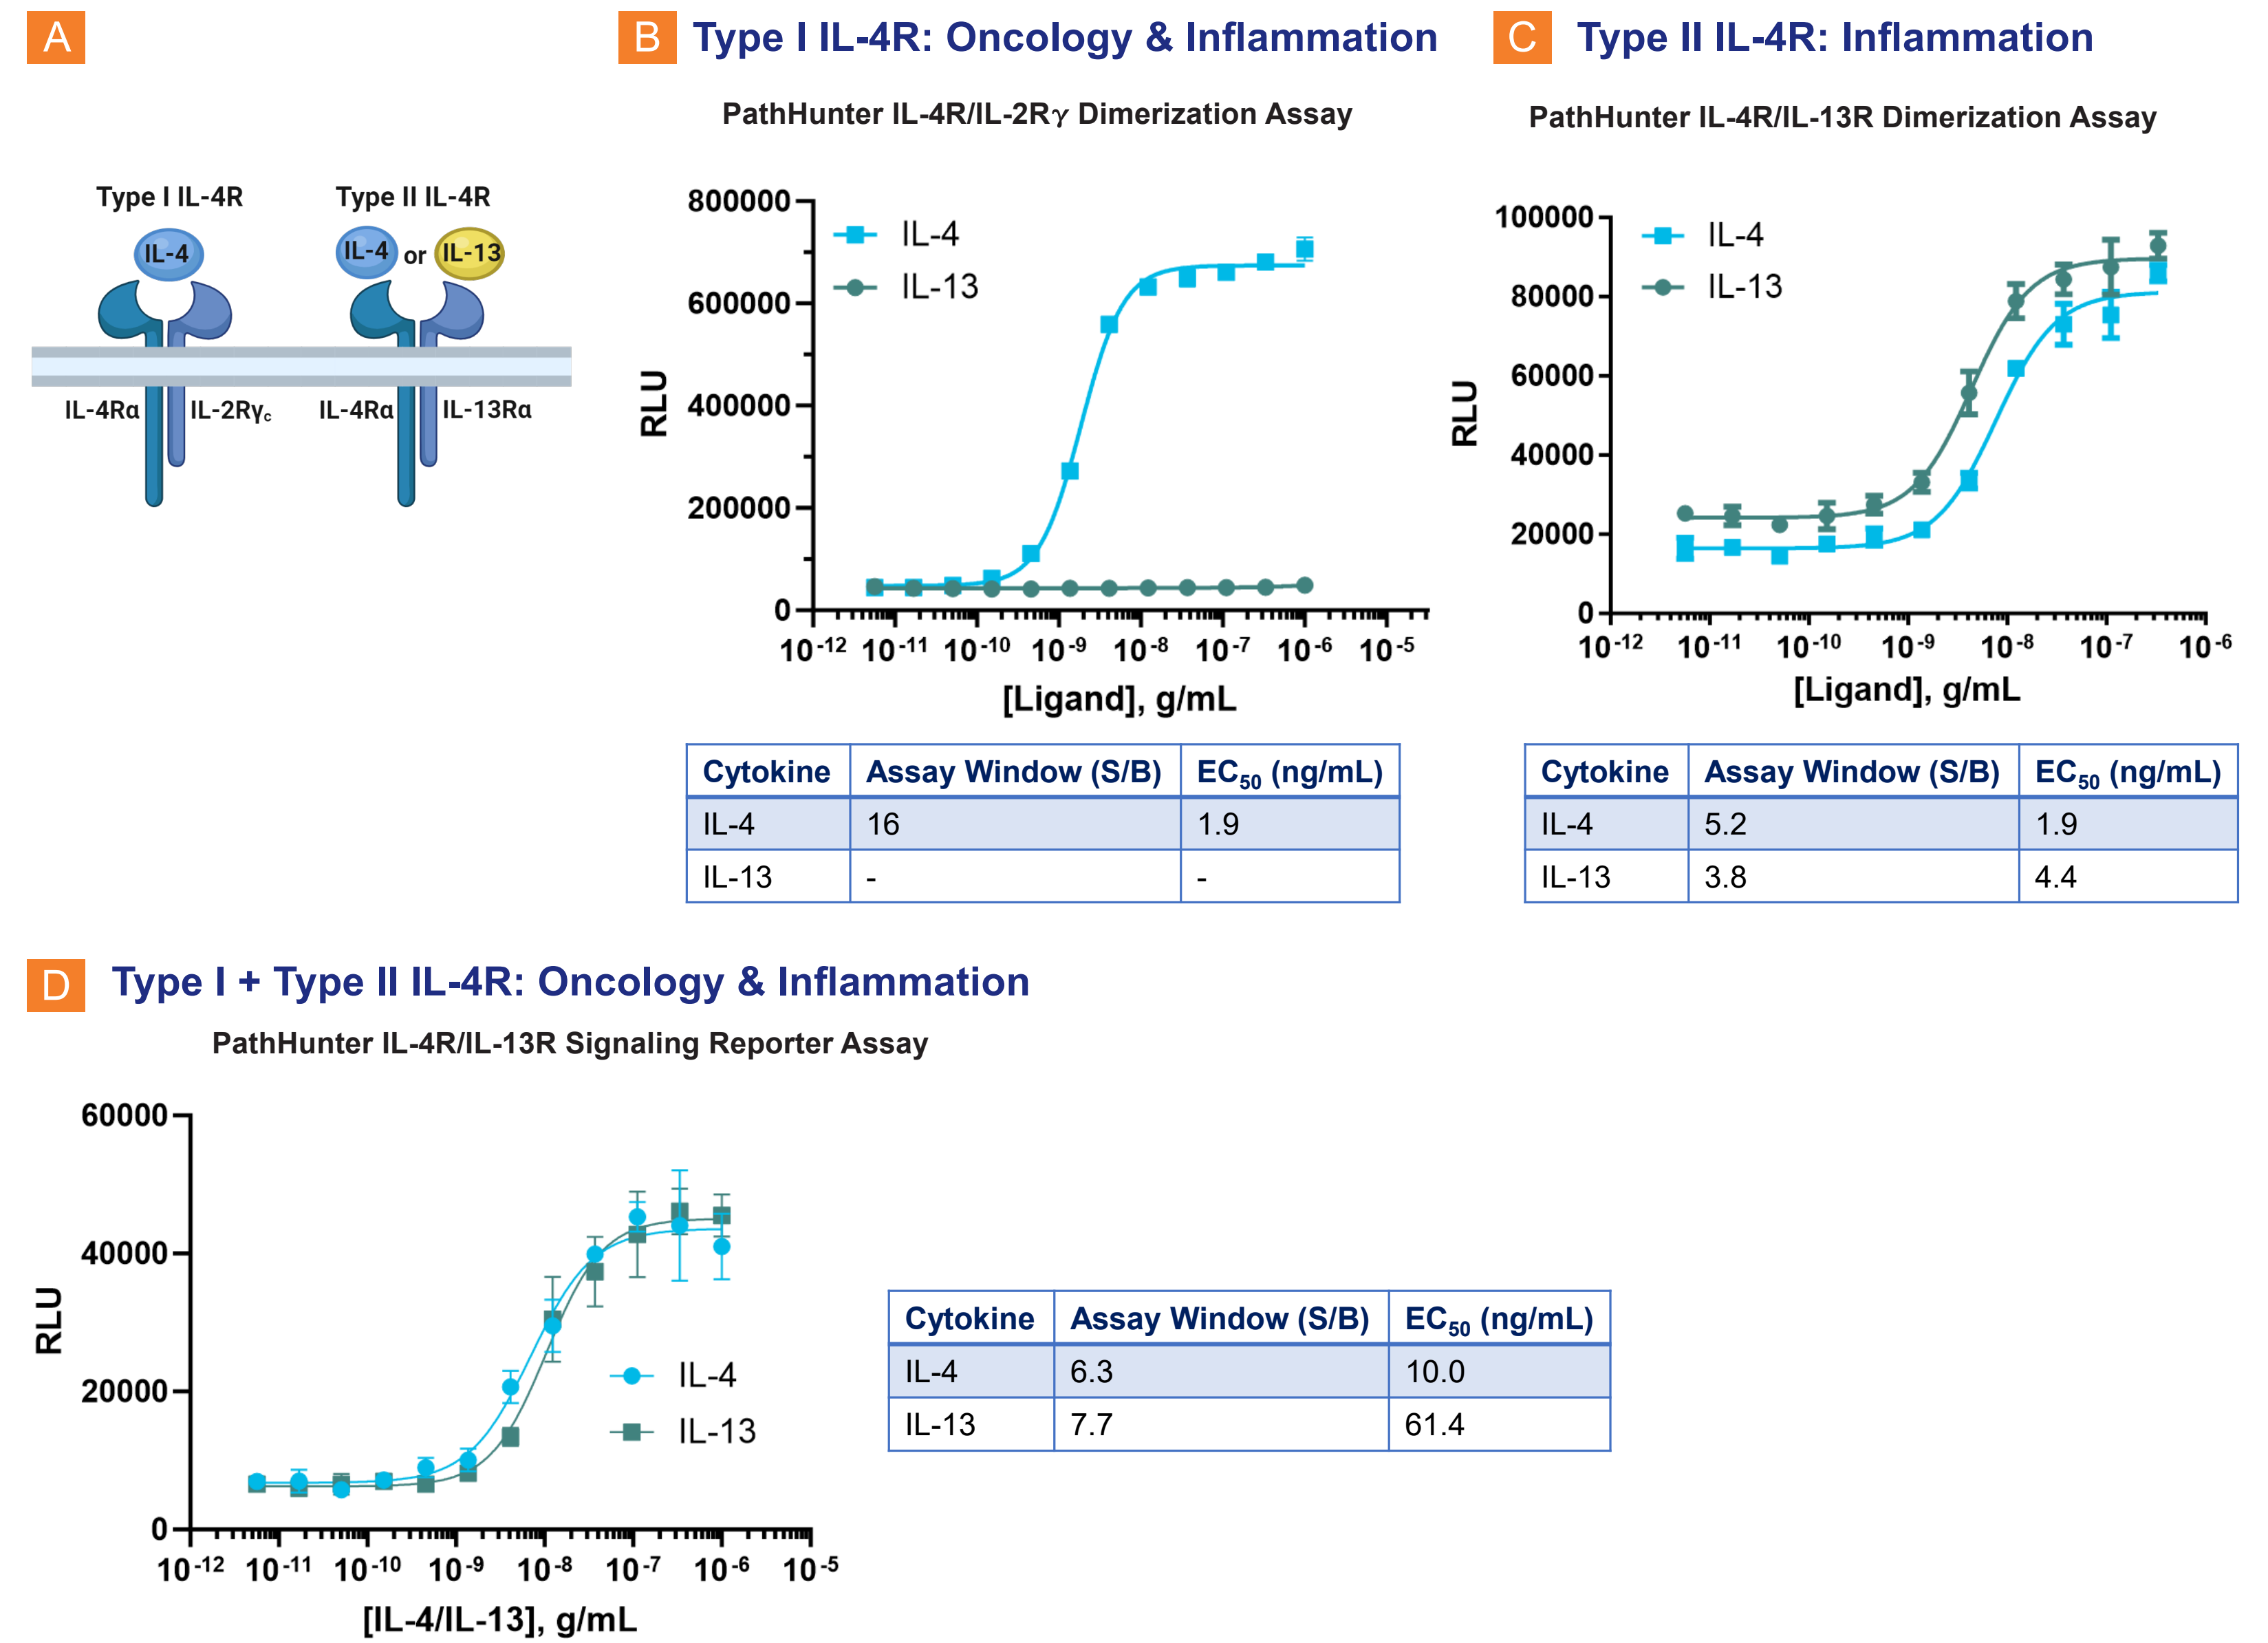 A
B Type I IL-4R: Oncology & Inflammation
C Type II IL-4R: Inflammation
PathHunter IL-4R/IL-2Rγ Dimerization Assay
PathHunter IL-4R/IL-13R Dimerization Assay
Type I IL-4R
Type II IL-4R
IL-4
IL-4 or IL-13
IL-4Rα
IL-2Rγc
IL-4Rα
IL-13Rα
800000
600000
400000
200000
0
RLU
IL-4
IL-13
10-12 10-11 10-10 10-9 10-8 10-7 10-6 10-5
[Ligand], g/mL
Cytokine Assay Window (S/B) EC50 (ng/mL)
IL-4 16 1.9
IL-13 - -
100000
80000
60000
40000
20000
0
RLU
IL-4
IL-13
10-12 10-11 10-10 10-9 10-8 10-7 10-6
[Ligand], g/mL
Cytokine Assay Window (S/B) EC50 (ng/mL)
IL-4 5.2 1.9
IL-13 3.8 4.4
D Type I + Type II IL-4R: Oncology & Inflammation
PathHunter IL-4R/IL-13R Signaling Reporter Assay
60000
40000
20000
0
RLU
IL-4
IL-13
10-12 10-11 10-10 10-9 10-8 10-7 10-6 10-5
[IL-4/IL-13], g/mL
Cytokine Assay Window (S/B) EC50 (ng/mL)
IL-4 6.3 10.0
IL-13 7.7 61.4